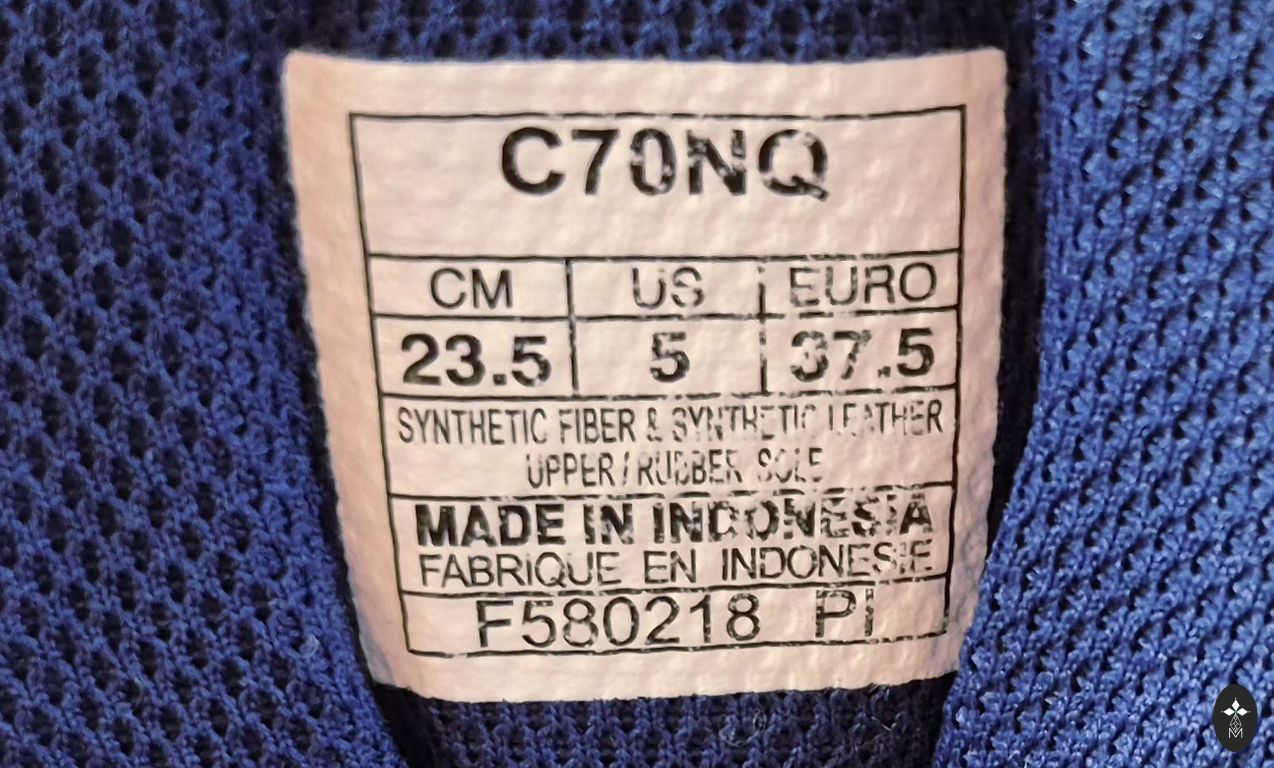 C70NQ
CM US EURO
23.5 5 37.5
SYNTHETIC FIBER & SYNTHETIC LEATHER
UPPER / RUBBER SOLE
MADE IN INDONESIA
FABRIQUE EN INDONESIE
F580218 PI
M